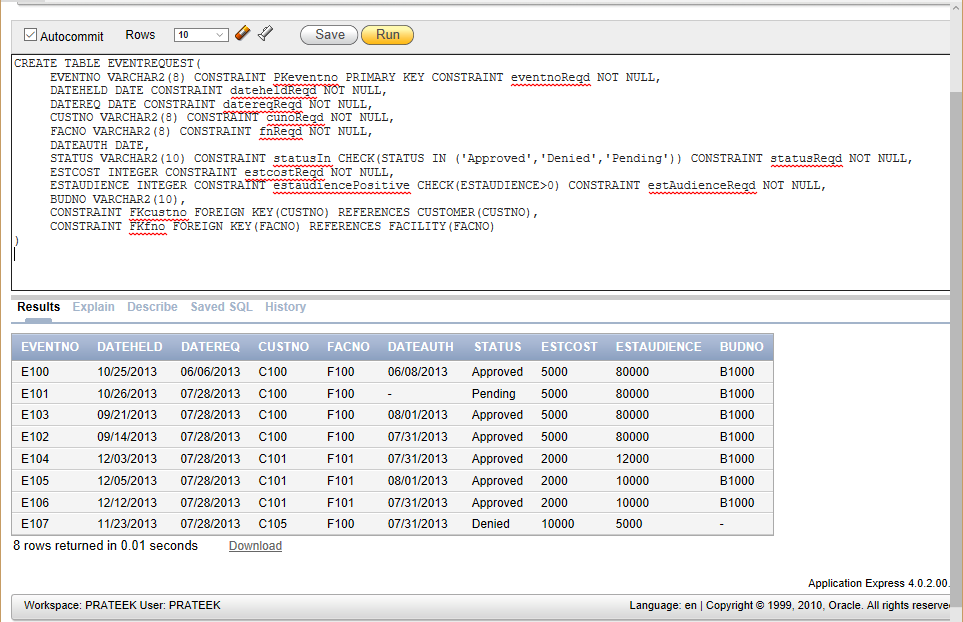 Autocommit Rows 10 Save Run
CREATE TABLE EVENTREQUEST(
EVENTNO VARCHAR2(8) CONSTRAINT PKeventno PRIMARY KEY CONSTRAINT eventnoReqd NOT NULL,
DATEHELD DATE CONSTRAINT dateheldReqd NOT NULL,
DATEREQ DATE CONSTRAINT datereqReqd NOT NULL,
CUSTNO VARCHAR2(8) CONSTRAINT cunoReqd NOT NULL,
FACNO VARCHAR2(8) CONSTRAINT fnReqd NOT NULL,
DATEAUTH DATE,
STATUS VARCHAR2(10) CONSTRAINT statusIn CHECK(STATUS IN ('Approved','Denied','Pending')) CONSTRAINT statusReqd NOT NULL,
ESTCOST INTEGER CONSTRAINT estcostReqd NOT NULL,
ESTAUDIENCE INTEGER CONSTRAINT estaudiencePositive CHECK(ESTAUDIENCE>0) CONSTRAINT estAudienceReqd NOT NULL,
BUDNO VARCHAR2(10),
CONSTRAINT FKcustno FOREIGN KEY(CUSTNO) REFERENCES CUSTOMER(CUSTNO),
CONSTRAINT FKfno FOREIGN KEY(FACNO) REFERENCES FACILITY(FACNO)
)
Results Explain Describe Saved SQL History
EVENTNO DATEHELD DATEREQ CUSTNO FACNO DATEAUTH STATUS ESTCOST ESTAUDIENCE BUDNO
E100 10/25/2013 06/06/2013 C100 F100 06/08/2013 Approved 5000 80000 B1000
E101 10/26/2013 07/28/2013 C100 F100 - Pending 5000 80000 B1000
E103 09/21/2013 07/28/2013 C100 F100 08/01/2013 Approved 5000 80000 B1000
E102 09/14/2013 07/28/2013 C100 F100 07/31/2013 Approved 5000 80000 B1000
E104 12/03/2013 07/28/2013 C101 F101 07/31/2013 Approved 2000 12000 B1000
E105 12/05/2013 07/28/2013 C101 F101 08/01/2013 Approved 2000 10000 B1000
E106 12/12/2013 07/28/2013 C101 F101 07/31/2013 Approved 2000 10000 B1000
E107 11/23/2013 07/28/2013 C105 F100 07/31/2013 Denied 10000 5000 -
8 rows returned in 0.01 seconds Download
Application Express 4.0.2.00.
Workspace: PRATEEK User: PRATEEK Language: en | Copyright © 1999, 2010, Oracle. All rights reserve